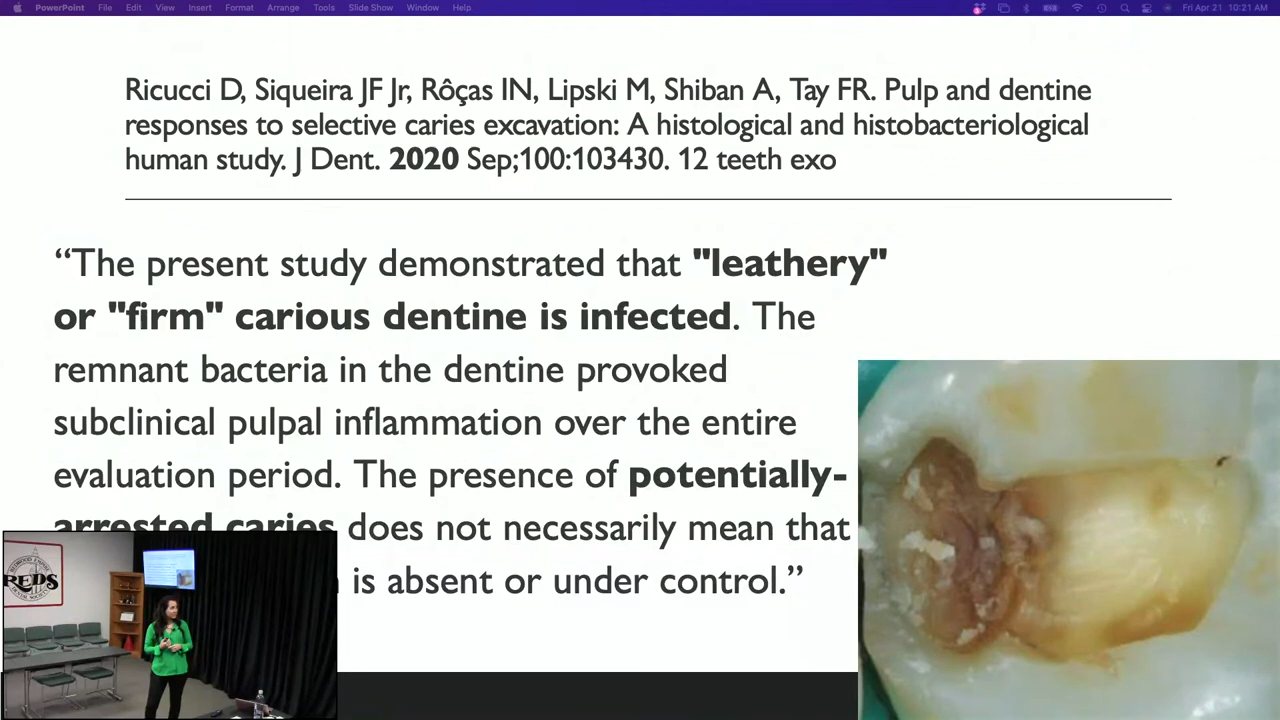 PowerPoint File Edit View Insert Format Arrange Tools Slide Show Window Help Fri Apr 21 10:21 AM
Ricucci D, Siqueira JF Jr, Rôças IN, Lipski M, Shiban A, Tay FR. Pulp and dentine
responses to selective caries excavation: A histological and histobacteriological
human study. J Dent. 2020 Sep;100:103430. 12 teeth exo
“The present study demonstrated that "leathery"
or "firm" carious dentine is infected. The
remnant bacteria in the dentine provoked
subclinical pulpal inflammation over the entire
evaluation period. The presence of potentially-
arrested caries does not necessarily mean that
is absent or under control.”
REDS